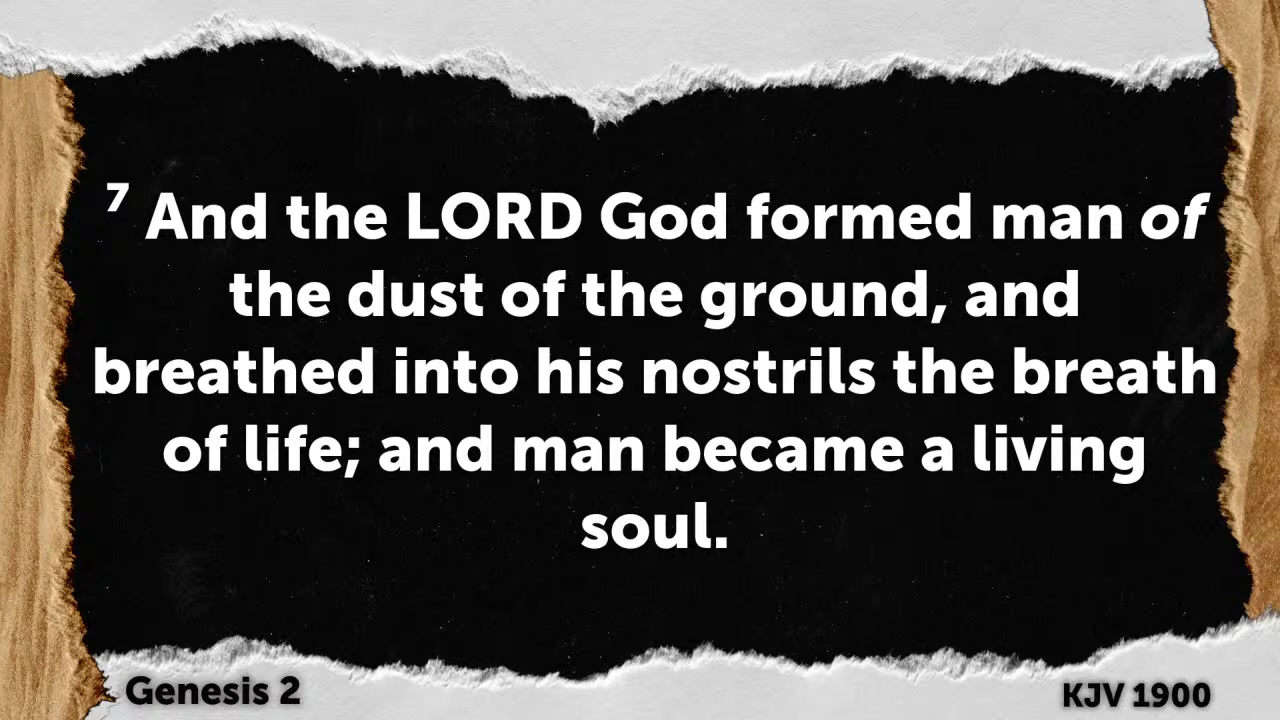 ⁷ And the LORD God formed man of
the dust of the ground, and
breathed into his nostrils the breath
of life; and man became a living
soul.
Genesis 2
KJV 1900